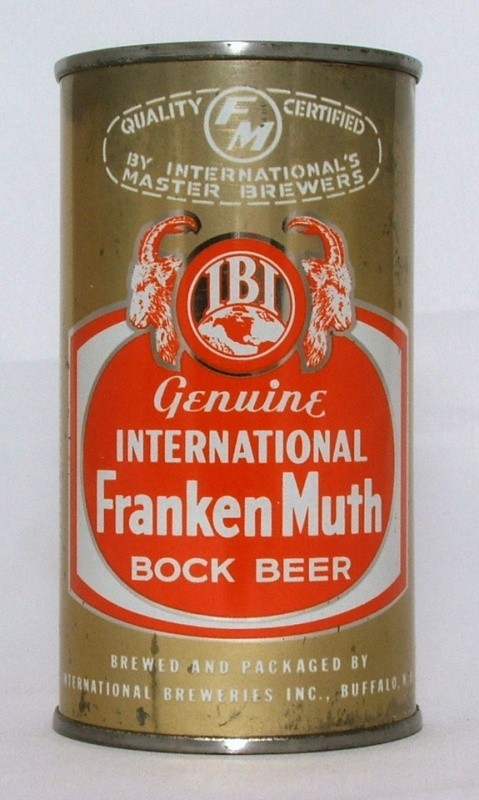 QUALITY FM CERTIFIED
BY INTERNATIONAL'S
MASTER BREWERS
IBI
Genuine
INTERNATIONAL
Franken Muth
BOCK BEER
BREWED AND PACKAGED BY
INTERNATIONAL BREWERIES INC., BUFFALO, N.